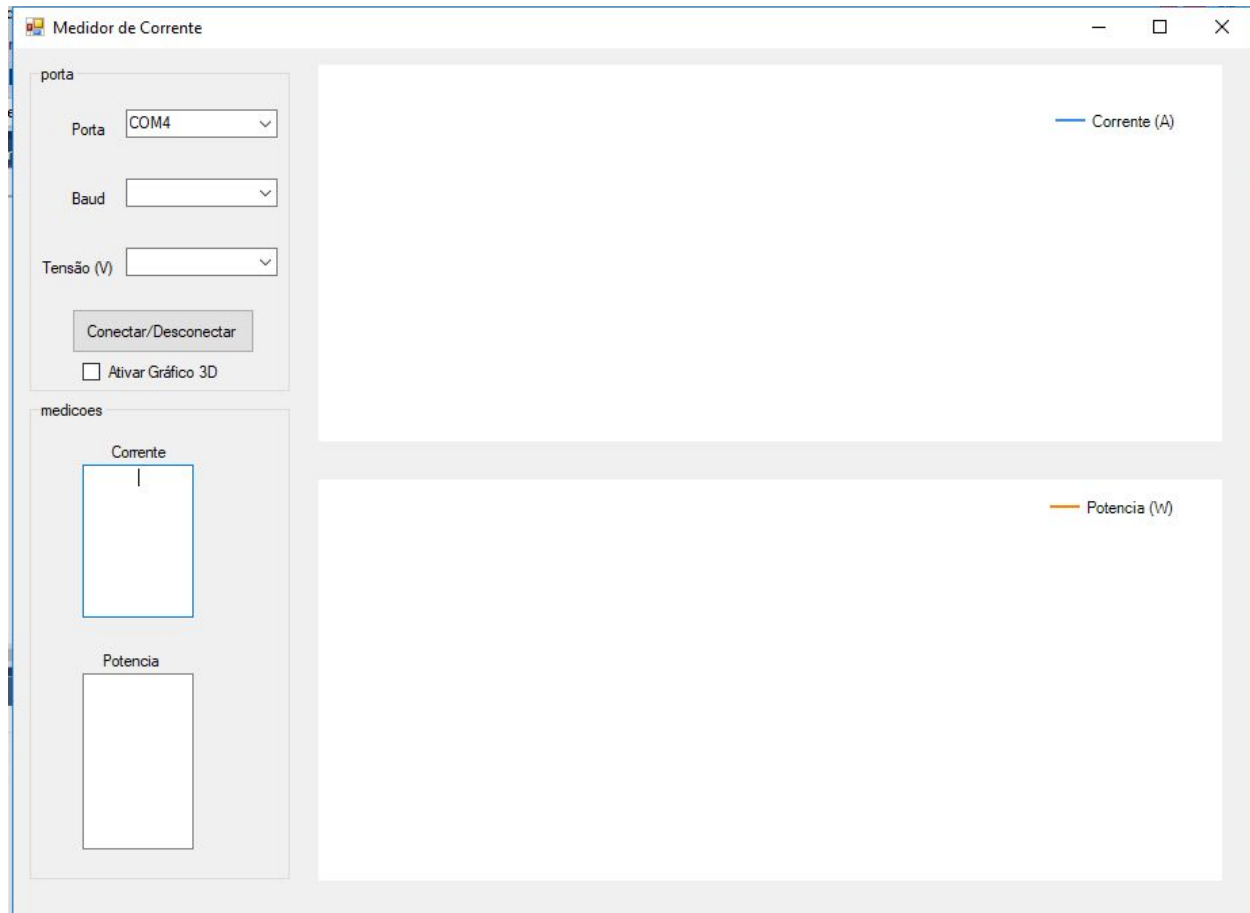 Medidor de Corrente
porta
Porta COM4
Baud
Tensão (V)
Conectar/Desconectar
Ativar Gráfico 3D
medicoes
Corrente
Potencia
Corrente (A)
Potencia (W)